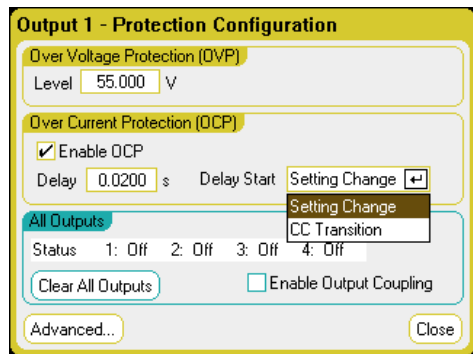 Output 1 - Protection Configuration
Over Voltage Protection (OVP)
Level 55.000 V
Over Current Protection (OCP)
Enable OCP
Delay 0.0200 s Delay Start Setting Change
Setting Change
CC Transition
All Outputs
Status 1: Off 2: Off 3: Off 4: Off
Clear All Outputs Enable Output Coupling
Advanced... Close